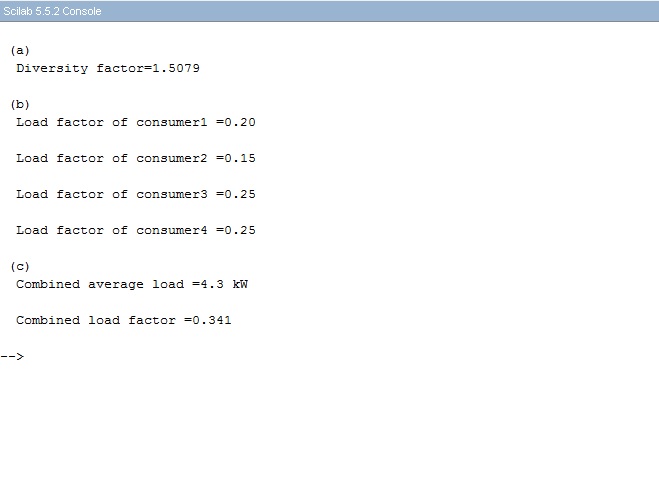 Scilab 5.5.2 Console
(a)
Diversity factor=1.5079
(b)
Load factor of consumer1 =0.20
Load factor of consumer2 =0.15
Load factor of consumer3 =0.25
Load factor of consumer4 =0.25
(c)
Combined average load =4.3 kW
Combined load factor =0.341
-->